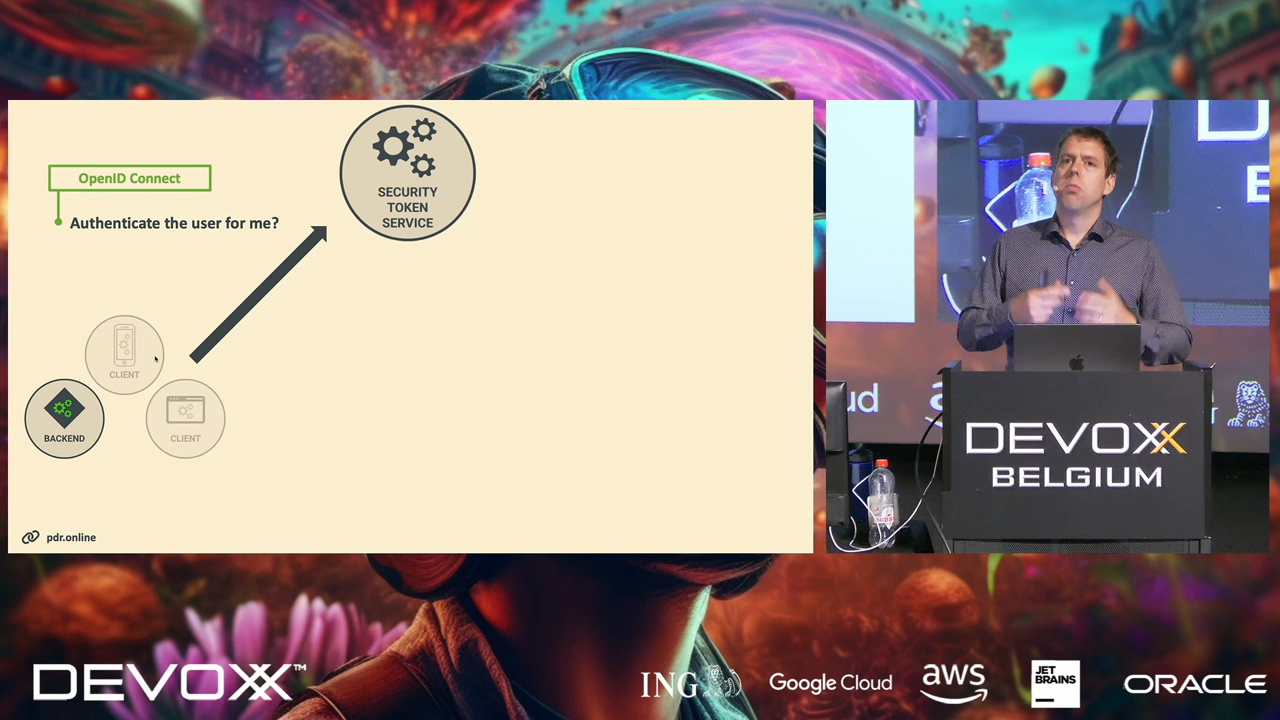 OpenID Connect
Authenticate the user for me?
SECURITY
TOKEN
SERVICE
CLIENT
BACKEND
CLIENT
pdr.online
DEVOXX
BELGIUM
DEVOXX™
ING
Google Cloud
aws
JET
BRAINS
ORACLE